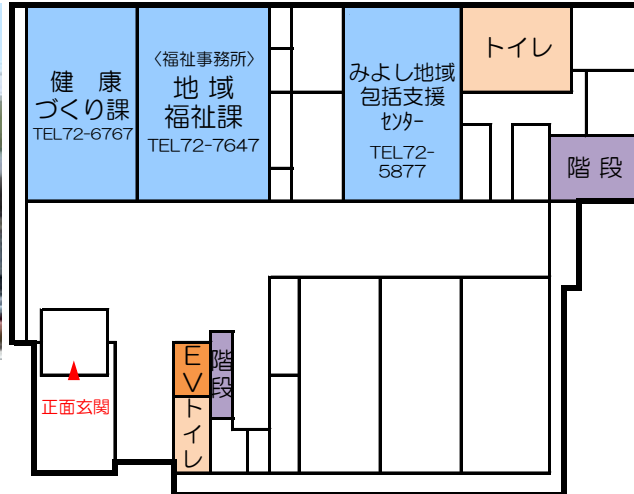 健　康
づくり課
TEL72-6767
〈福祉事務所〉
地 域
福祉課
TEL72-7647
みよし地域
包括支援
ｾﾝﾀｰ
TEL72-
5877
トイレ
階 段
EV
階段
トイレ
正面玄関